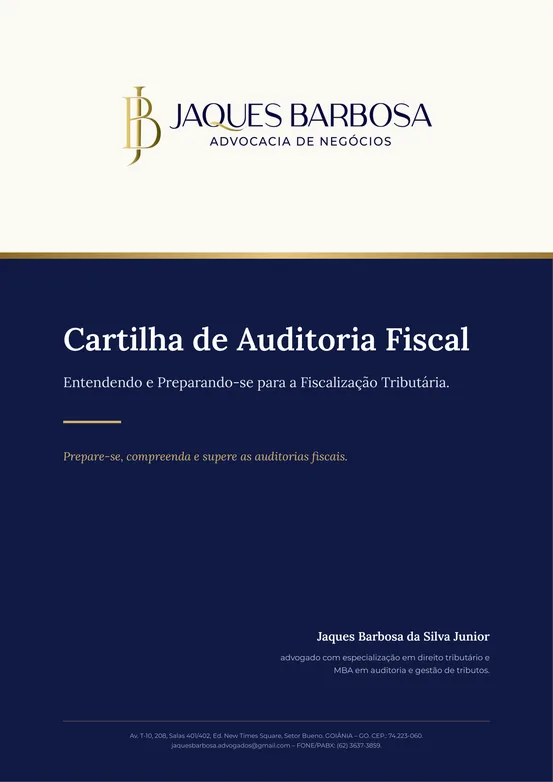 JB JAQUES BARBOSA
ADVOCACIA DE NEGÓCIOS
Cartilha de Auditoria Fiscal
Entendendo e Preparando-se para a Fiscalização Tributária.
Prepare-se, compreenda e supere as auditorias fiscais.
Jaques Barbosa da Silva Junior
advogado com especialização em direito tributário e
MBA em auditoria e gestão de tributos.
Av. T-10, 208, Salas 401/402, Ed. New Times Square, Setor Bueno. GOIÂNIA – GO. CEP.: 74.223-060.
jaquesbarbosa.advogados@gmail.com – FONE/PABX: (62) 3637-3859.